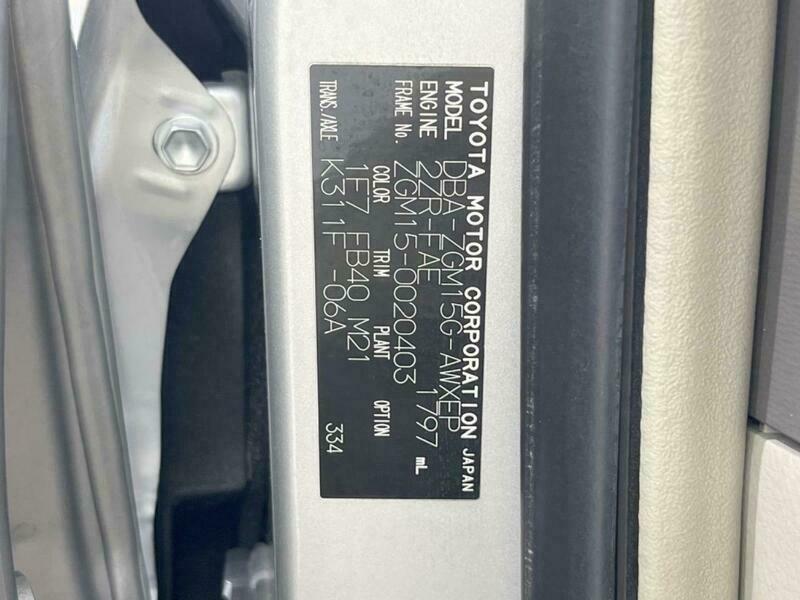 TOYOTA MOTOR CORPORATION JAPAN
MODEL DBA-ZGM15G-AWXEP
ENGINE 2ZR-FAE 1797 mL
FRAME No. ZGM15-0020403
COLOR TRIM PLANT OPTION
1E7 FB40 M21
TRANS./AXLE K311F -06A 334